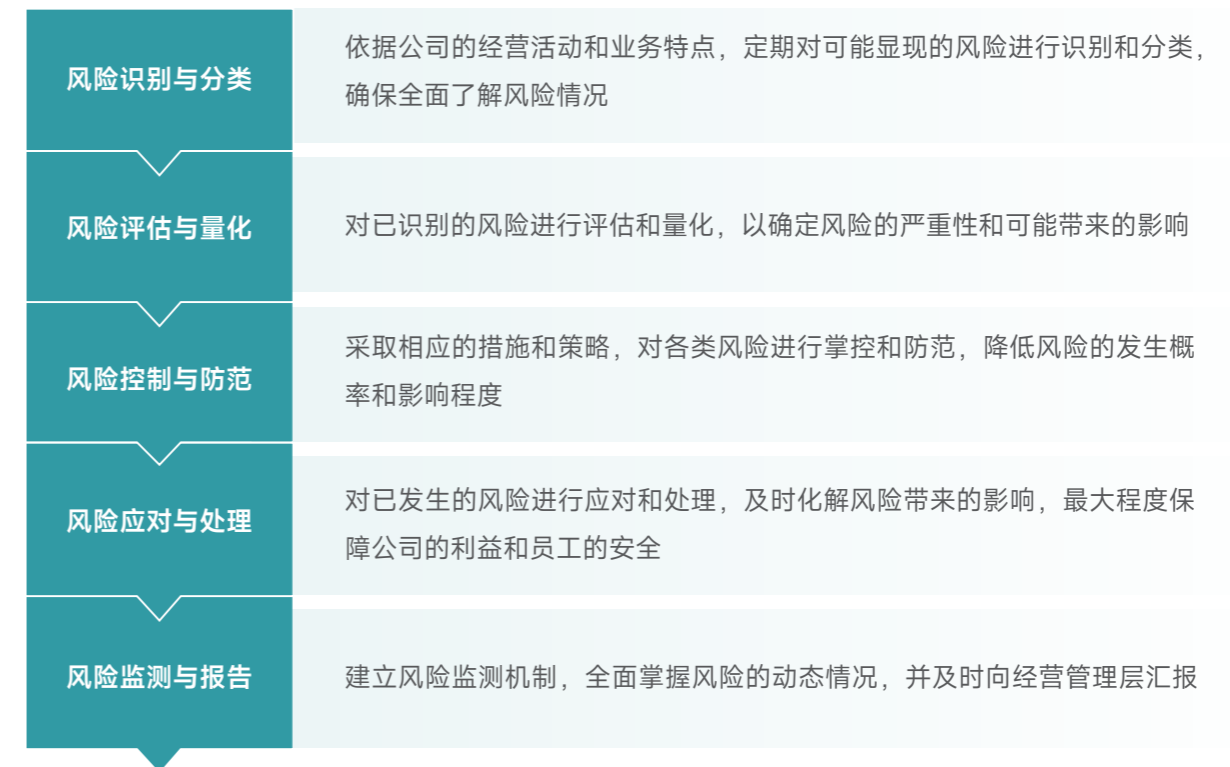 风险识别与分类
依据公司的经营活动和业务特点，定期对可能显现的风险进行识别和分类，
确保全面了解风险情况
风险评估与量化
对已识别的风险进行评估和量化，以确定风险的严重性和可能带来的影响
风险控制与防范
采取相应的措施和策略，对各类风险进行掌控和防范，降低风险的发生概
率和影响程度
风险应对与处理
对已发生的风险进行应对和处理，及时化解风险带来的影响，最大程度保
障公司的利益和员工的安全
风险监测与报告
建立风险监测机制，全面掌握风险的动态情况，并及时向经营管理层汇报